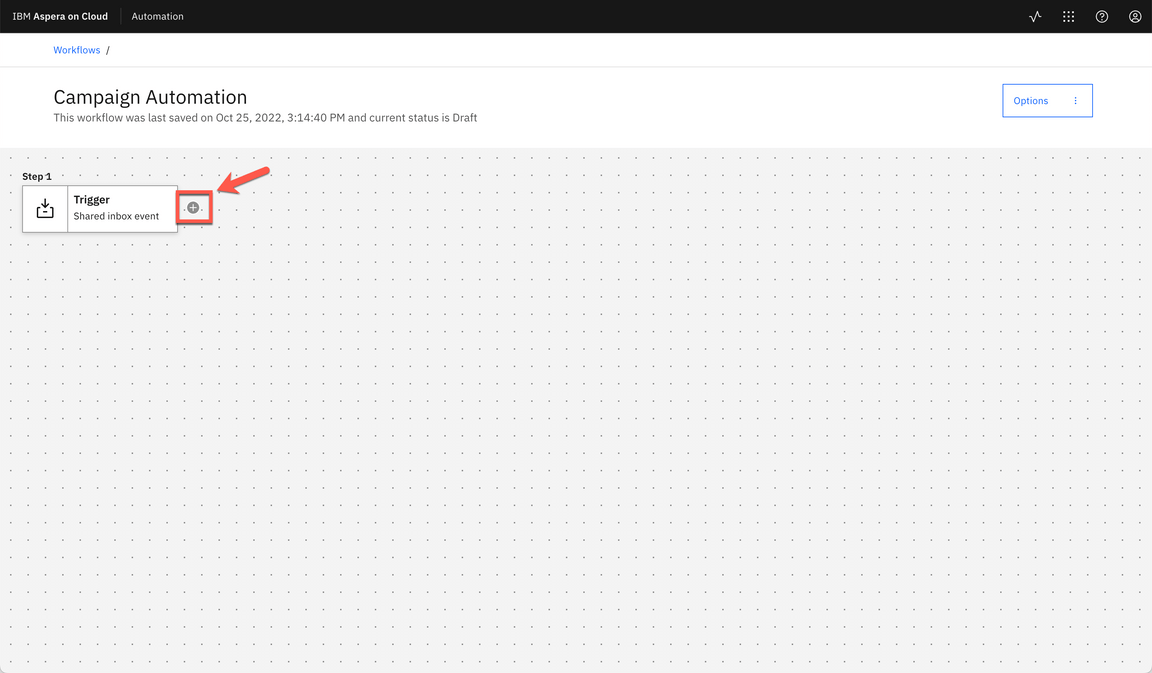 IBM Aspera on Cloud
Automation
Workflows /
Campaign Automation
This workflow was last saved on Oct 25, 2022, 3:14:40 PM and current status is Draft
Options
Step 1
Trigger
Shared inbox event